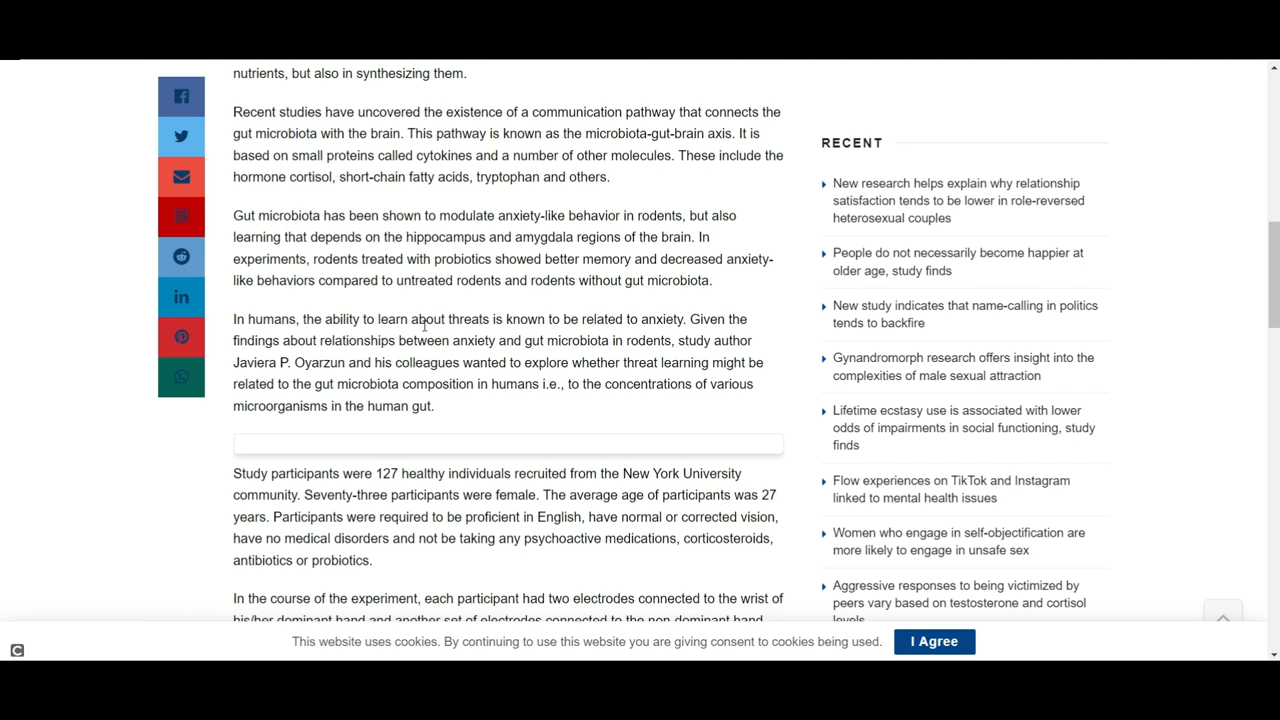 nutrients, but also in synthesizing them.
Recent studies have uncovered the existence of a communication pathway that connects the
gut microbiota with the brain. This pathway is known as the microbiota-gut-brain axis. It is
based on small proteins called cytokines and a number of other molecules. These include the
hormone cortisol, short-chain fatty acids, tryptophan and others.
Gut microbiota has been shown to modulate anxiety-like behavior in rodents, but also
learning that depends on the hippocampus and amygdala regions of the brain. In
experiments, rodents treated with probiotics showed better memory and decreased anxiety-
like behaviors compared to untreated rodents and rodents without gut microbiota.
In humans, the ability to learn about threats is known to be related to anxiety. Given the
findings about relationships between anxiety and gut microbiota in rodents, study author
Javiera P. Oyarzun and his colleagues wanted to explore whether threat learning might be
related to the gut microbiota composition in humans i.e., to the concentrations of various
microorganisms in the human gut.
Study participants were 127 healthy individuals recruited from the New York University
community. Seventy-three participants were female. The average age of participants was 27
years. Participants were required to be proficient in English, have normal or corrected vision,
have no medical disorders and not be taking any psychoactive medications, corticosteroids,
antibiotics or probiotics.
In the course of the experiment, each participant had two electrodes connected to the wrist of
his/her dominant hand and another set of electrodes connected to the non-dominant hand
RECENT
New research helps explain why relationship
satisfaction tends to be lower in role-reversed
heterosexual couples
People do not necessarily become happier at
older age, study finds
New study indicates that name-calling in politics
tends to backfire
Gynandromorph research offers insight into the
complexities of male sexual attraction
Lifetime ecstasy use is associated with lower
odds of impairments in social functioning, study
finds
Flow experiences on TikTok and Instagram
linked to mental health issues
Women who engage in self-objectification are
more likely to engage in unsafe sex
Aggressive responses to being victimized by
peers vary based on testosterone and cortisol
levels
This website uses cookies. By continuing to use this website you are giving consent to cookies being used.
I Agree